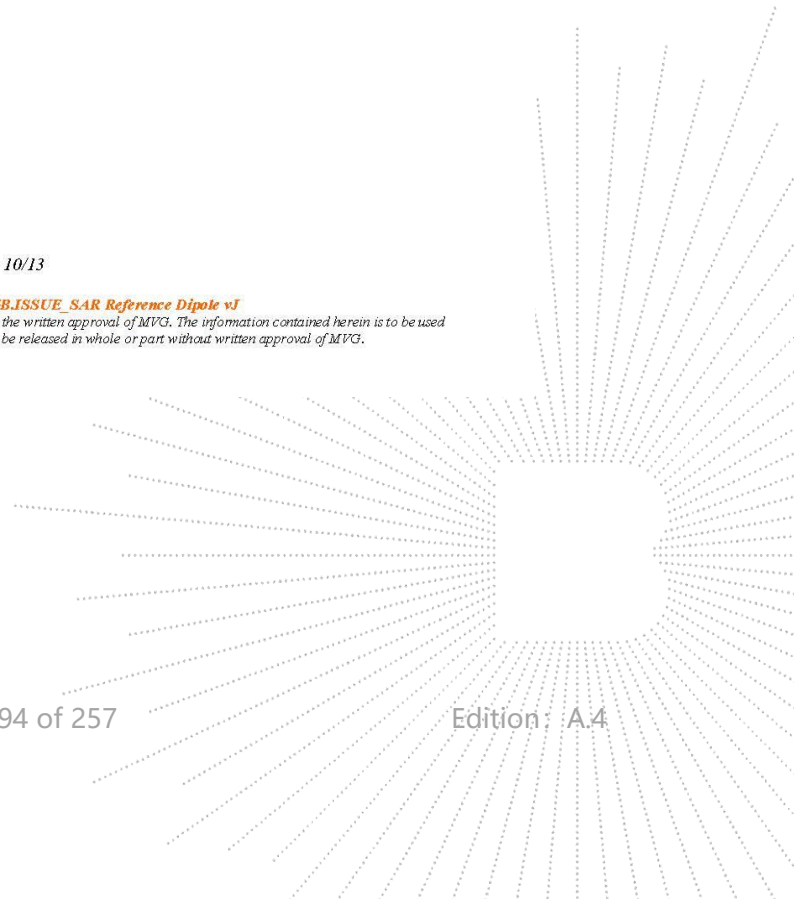 10/13
B.ISSUE_SAR Reference Dipole vJ
the written approval of MVG. The information contained herein is to be used
be released in whole or part without written approval of MVG.
94 of 257 Edition: A.4